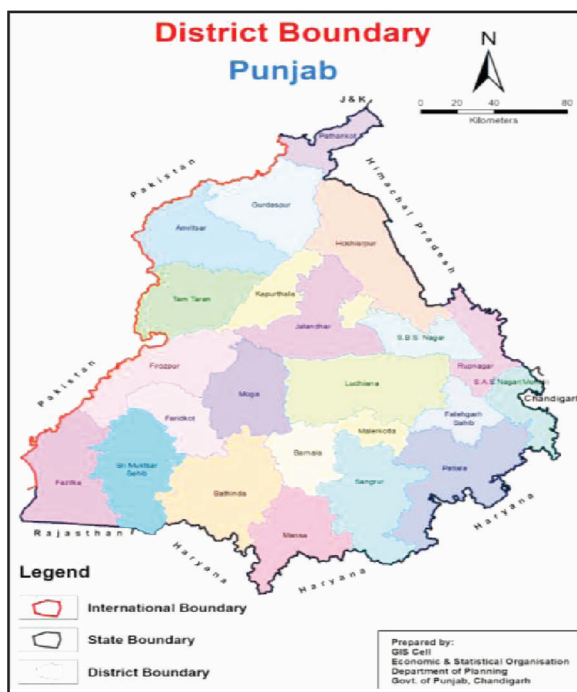 District Boundary
Punjab
N
0 20 40 80
Kilometers
J & K
Pathankot
Pakistan
Himachal Pradesh
Gurdaspur
Amritsar
Hoshiarpur
Tarn Taran
Kapurthala
Jalandhar
S.B.S. Nagar
Pakistan
Firozpur
Rupnagar
Moga
Ludhiana
S.A.S Nagar(Mohali)
Chandigarh
Faridkot
Fatehgarh
Sahib
Malerkotla
Fazilka
Sri Muktsar
Sahib
Barnala
Bathinda
Sangrur
Patiala
Mansa
Rajasthan
Haryana
Haryana
Haryana
Legend
International Boundary
State Boundary
District Boundary
Prepared by:
GIS Cell
Economic & Statistical Organisation
Department of Planning
Govt. of Punjab, Chandigarh